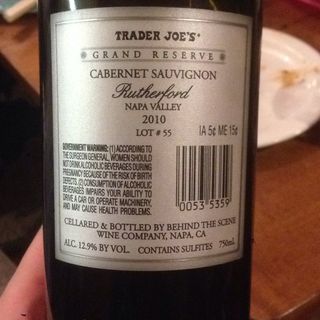 TRADER JOE'S
GRAND RESERVE
CABERNET SAUVIGNON
Rutherford
NAPA VALLEY
2010
LOT # 55
IA 5¢ ME 15¢
GOVERNMENT WARNING: (1) ACCORDING TO
THE SURGEON GENERAL, WOMEN SHOULD
NOT DRINK ALCOHOLIC BEVERAGES DURING
PREGNANCY BECAUSE OF THE RISK OF BIRTH
DEFECTS. (2) CONSUMPTION OF ALCOHOLIC
BEVERAGES IMPAIRS YOUR ABILITY TO
DRIVE A CAR OR OPERATE MACHINERY,
AND MAY CAUSE HEALTH PROBLEMS.
0053 5359
CELLARED & BOTTLED BY BEHIND THE SCENE
WINE COMPANY, NAPA, CA
ALC. 12.9% BY VOL. CONTAINS SULFITES 750mL